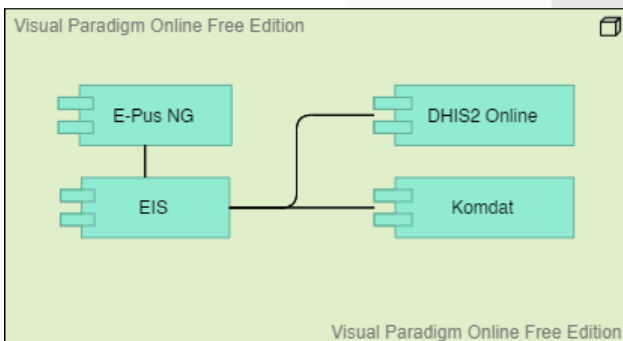 Visual Paradigm Online Free Edition
E-Pus NG
DHIS2 Online
EIS
Komdat
Visual Paradigm Online Free Edition